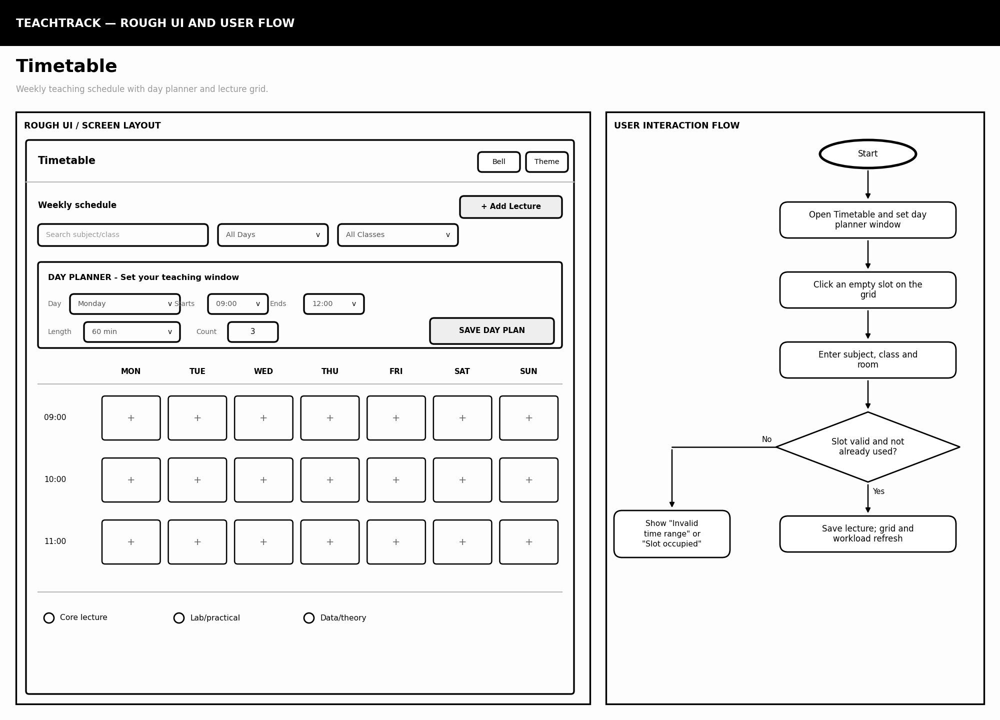 TEACHTRACK — ROUGH UI AND USER FLOW
Timetable
Weekly teaching schedule with day planner and lecture grid.
ROUGH UI / SCREEN LAYOUT
Timetable
Bell
Theme
Weekly schedule
+ Add Lecture
Search subject/class
All Days v
All Classes v
DAY PLANNER - Set your teaching window
Day Monday v Starts 09:00 v Ends 12:00 v
Length 60 min v Count 3
SAVE DAY PLAN
MON TUE WED THU FRI SAT SUN
09:00 + + + + + + +
10:00 + + + + + + +
11:00 + + + + + + +
Core lecture
Lab/practical
Data/theory
USER INTERACTION FLOW
Start
Open Timetable and set day
planner window
Click an empty slot on the
grid
Enter subject, class and
room
Slot valid and not
already used?
No
Yes
Show "Invalid
time range" or
"Slot occupied"
Save lecture; grid and
workload refresh